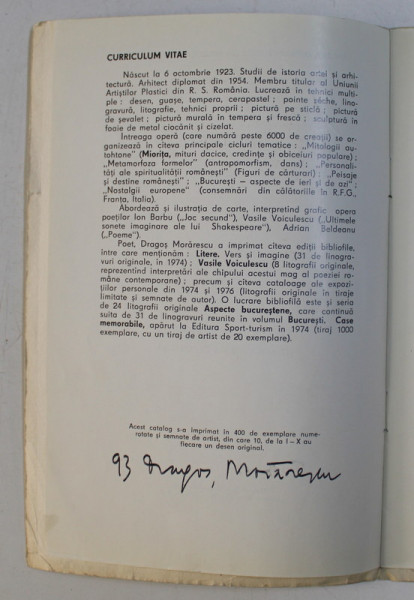 CURRICULUM VITAE
Născut la 6 octombrie 1923. Studii de istoria artei și arhi-
tectură. Arhitect diplomat din 1954. Membru titular al Uniunii
Artiștilor Plastici din R. S. România. Lucrează în tehnici multi-
ple: desen, guașe, tempera, cerapastel; pointe sèche, lino-
gravură, litografie, tehnici proprii; pictură pe sticlă; pictură
de șevalet; pictură murală în tempera și frescă; sculptură în
foaie de metal ciocănit și cizelat.
Întreaga operă (care numără peste 6000 de creații) se or-
ganizează în cîteva principale cicluri tematice: „Mitologii au-
tohtone" (Miorița, mituri dacice, credințe și obiceiuri populare);
„Metamorfoza formelor" (antropomorfism, dans); „Personali-
tăți ale spiritualității românești" (Figuri de cărturari); „Peisaje
și destine românești"; „București — aspecte de ieri și de azi";
„Nostalgii europene" (consemnări din călătoriile în R.F.G.,
Franța, Italia).
Abordează și ilustrația de carte, interpretînd grafic opera
poeților Ion Barbu („Joc secund"), Vasile Voiculescu („Ultimele
sonete imaginare ale lui Shakespeare"), Adrian Beldeanu
(„Poeme").
Poet, Dragoș Morărescu a imprimat cîteva ediții bibliofile,
între care menționăm: Litere. Vers și imagine (31 de linogra-
vuri originale, în 1974); Vasile Voiculescu (8 litografii originale,
reprezentînd interpretări ale chipului acestui mag al poeziei ro-
mâne contemporane); precum și cîteva cataloage ale expo-
zițiilor personale din 1974 și 1976 (litografii originale în tiraje
limitate și semnate de autor). O lucrare bibliofilă este și seria
de 24 litografii originale Aspecte bucureștene, care continuă
suita de 31 de linogravuri reunite în volumul București. Case
memorabile, apărut la Editura Sport-turism în 1974 (tiraj 1000
exemplare, cu un tiraj de artist de 20 exemplare).
Acest catalog s-a imprimat în 400 de exemplare nume-
rotate și semnate de artist, din care 10, de la I—X au
fiecare un desen original.
93 Dragoș Morărescu